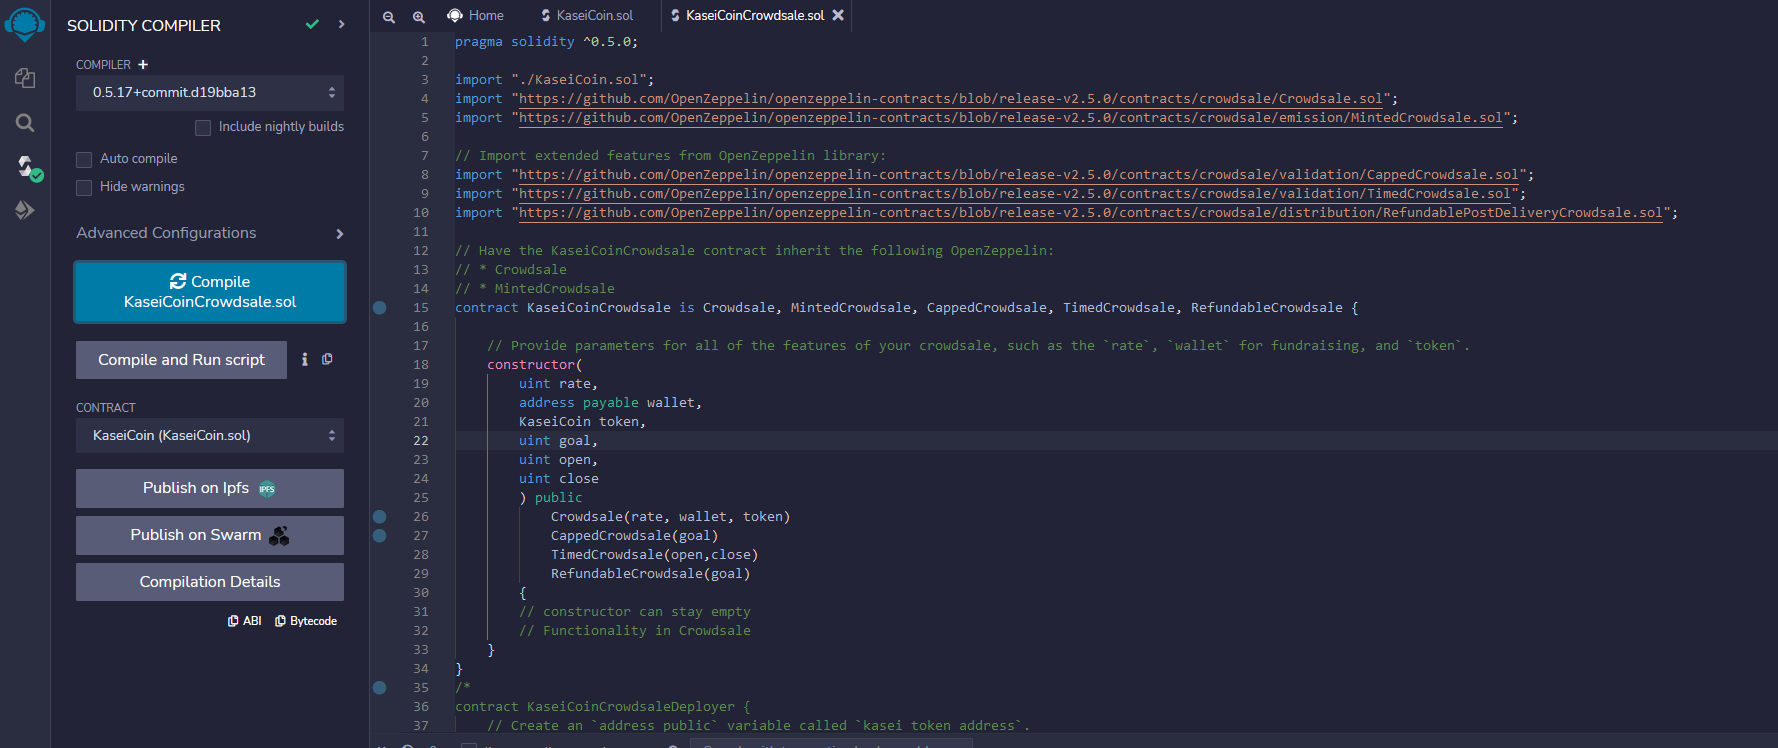 SOLIDITY COMPILER
COMPILER
0.5.17+commit.d19bba13
Include nightly builds
Auto compile
Hide warnings
Advanced Configurations
Compile
KaseiCoinCrowdsale.sol
Compile and Run script
CONTRACT
KaseiCoin (KaseiCoin.sol)
Publish on Ipfs IPFS
Publish on Swarm
Compilation Details
ABI Bytecode
Home KaseiCoin.sol KaseiCoinCrowdsale.sol
1 pragma solidity ^0.5.0;
2
3 import "./KaseiCoin.sol";
4 import "https://github.com/OpenZeppelin/openzeppelin-contracts/blob/release-v2.5.0/contracts/crowdsale/Crowdsale.sol";
5 import "https://github.com/OpenZeppelin/openzeppelin-contracts/blob/release-v2.5.0/contracts/crowdsale/emission/MintedCrowdsale.sol";
6
7 // Import extended features from OpenZeppelin library:
8 import "https://github.com/OpenZeppelin/openzeppelin-contracts/blob/release-v2.5.0/contracts/crowdsale/validation/CappedCrowdsale.sol";
9 import "https://github.com/OpenZeppelin/openzeppelin-contracts/blob/release-v2.5.0/contracts/crowdsale/validation/TimedCrowdsale.sol";
10 import "https://github.com/OpenZeppelin/openzeppelin-contracts/blob/release-v2.5.0/contracts/crowdsale/distribution/RefundablePostDeliveryCrowdsale.sol";
11
12 // Have the KaseiCoinCrowdsale contract inherit the following OpenZeppelin:
13 // * Crowdsale
14 // * MintedCrowdsale
15 contract KaseiCoinCrowdsale is Crowdsale, MintedCrowdsale, CappedCrowdsale, TimedCrowdsale, RefundableCrowdsale {
16
17 // Provide parameters for all of the features of your crowdsale, such as the `rate`, `wallet` for fundraising, and `token`.
18 constructor(
19 uint rate,
20 address payable wallet,
21 KaseiCoin token,
22 uint goal,
23 uint open,
24 uint close
25 ) public
26 Crowdsale(rate, wallet, token)
27 CappedCrowdsale(goal)
28 TimedCrowdsale(open,close)
29 RefundableCrowdsale(goal)
30 {
31 // constructor can stay empty
32 // Functionality in Crowdsale
33 }
34 }
35 /*
36 contract KaseiCoinCrowdsaleDeployer {
37 // Create an `address public` variable called `kasei_token_address`.